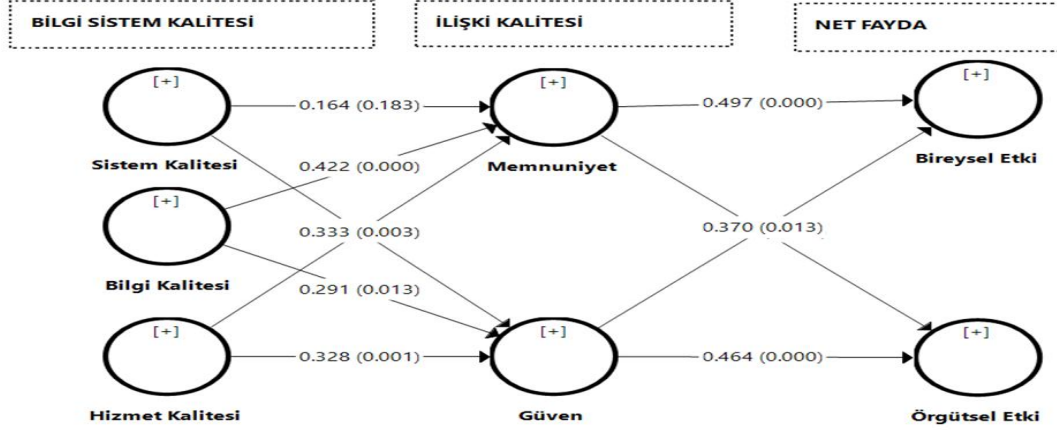 BİLGİ SİSTEM KALİTESİ
İLİŞKİ KALİTESİ
NET FAYDA
[+]
[+]
[+]
0.164 (0.183)
0.497 (0.000)
Sistem Kalitesi
Memnuniyet
Bireysel Etki
0.422 (0.000)
[+]
0.333 (0.003)
0.370 (0.013)
Bilgi Kalitesi
0.291 (0.013)
[+]
[+]
[+]
0.328 (0.001)
0.464 (0.000)
Hizmet Kalitesi
Güven
Örgütsel Etki